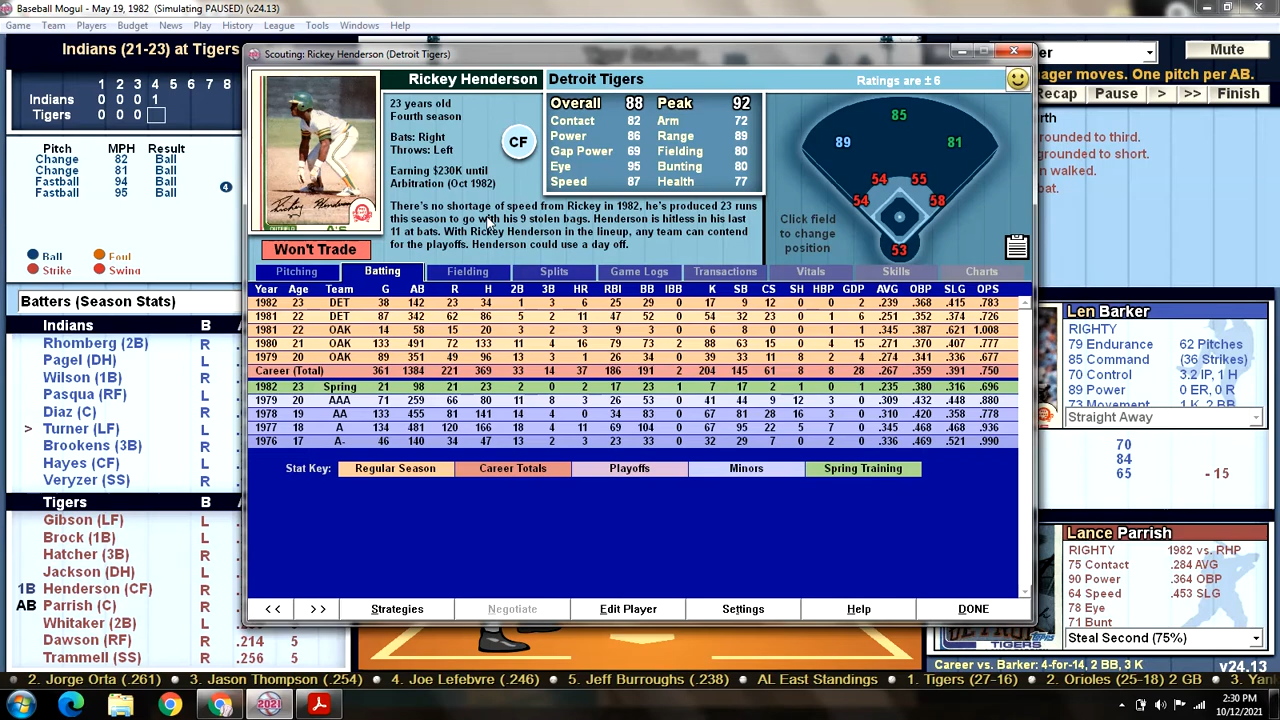 Baseball Mogul - May 19, 1982 (Simulating PAUSED) (v24.13)
Game Team Players Budget News Play History League Tools Windows Help
Indians (21-23) at Tigers
1 2 3 4 5 6 7 8
Indians 0 0 0 1
Tigers 0 0 0
Pitch MPH Result
Change 82 Ball
Change 81 Ball
Fastball 94 Ball
Fastball 95 Ball
4
Ball Foul
Strike Swing
Batters (Season Stats)
Indians B
Rhomberg (2B) R
Pagel (DH) L
Wilson (1B) R
Pasqua (RF) L
Diaz (C) R
> Turner (LF) L
Brookens (3B) R
Hayes (CF) L
Veryzer (SS) R
Tigers B
Gibson (LF) L
Brock (1B) L
Hatcher (3B) R
Jackson (DH) L
1B Henderson (CF) R
AB Parrish (C) R
Whitaker (2B) L
Dawson (RF) R .214 5
Trammell (SS) R .256 5
Scouting: Rickey Henderson (Detroit Tigers)
Rickey Henderson
Detroit Tigers
Ratings are ± 6
23 years old
Fourth season
Bats: Right
Throws: Left
Earning $230K until
Arbitration (Oct 1982)
CF
Overall 88 Peak 92
Contact 82 Arm 72
Power 86 Range 89
Gap Power 69 Fielding 80
Eye 95 Bunting 80
Speed 87 Health 77
There's no shortage of speed from Rickey in 1982, he's produced 23 runs
this season to go with his 9 stolen bags. Henderson is hitless in his last
11 at bats. With Rickey Henderson in the lineup, any team can contend
for the playoffs. Henderson could use a day off.
85
89 81
54 55
54 58
53
Click field
to change
position
A's
Won't Trade
Pitching Batting Fielding Splits Game Logs Transactions Vitals Skills Charts
Year Age Team G AB R H 2B 3B HR RBI BB IBB K SB CS SH HBP GDP AVG OBP SLG OPS
1982 23 DET 38 142 23 34 1 3 6 25 29 0 17 9 12 0 0 2 .239 .368 .415 .783
1981 22 DET 87 342 62 86 5 2 11 47 52 0 54 32 23 0 1 6 .251 .352 .374 .726
1981 22 OAK 14 58 15 20 1 3 3 9 3 0 6 8 0 0 0 1 .345 .387 .621 1.008
1980 21 OAK 133 491 72 133 11 4 16 79 73 2 88 63 15 0 4 15 .271 .368 .407 .777
1979 20 OAK 89 351 49 96 13 3 1 26 34 0 39 33 11 8 2 4 .274 .341 .336 .677
Career (Total) 361 1384 221 369 33 14 37 186 191 2 204 145 61 8 8 28 .267 .359 .391 .750
1982 23 Spring 21 98 21 23 2 0 2 17 23 1 7 17 2 1 0 1 .235 .380 .316 .696
1979 20 AAA 71 259 66 80 11 8 3 26 53 0 41 44 9 12 3 3 .309 .432 .448 .880
1978 19 AA 133 455 81 141 14 4 0 34 83 0 67 81 28 16 3 3 .310 .420 .358 .778
1977 18 A 134 481 120 166 18 4 11 69 104 0 67 95 22 5 7 7 .345 .468 .468 .936
1976 17 A- 46 140 34 47 13 2 3 23 33 0 32 29 7 0 2 0 .336 .469 .521 .990
Stat Key: Regular Season Career Totals Playoffs Minors Spring Training
<< >> Strategies Negotiate Edit Player Settings Help DONE
Mute
ager moves. One pitch per AB.
Recap Pause > >> Finish
grounded to third.
grounded to short.
walked.
Len Barker
RIGHTY
79 Endurance 62 Pitches
85 Command (36 Strikes)
70 Control 3.2 IP, 1 H
89 Power 0 ER, 0 R
73 Movement 1 K, 2 BB
Straight Away
70
84
65 - 15
Lance Parrish
RIGHTY 1982 vs. RHP
75 Contact .284 AVG
90 Power .364 OBP
64 Speed .453 SLG
78 Eye
71 Bunt
Steal Second (75%)
Career vs. Barker: 4-for-14, 2 BB, 3 K
v24.13
2. Jorge Orta (.261) 3. Jason Thompson (.254) 4. Joe Lefebvre (.246) 5. Jeff Burroughs (.238) AL East Standings 1. Tigers (27-16) 2. Orioles (25-18) 2 GB 3. Yan
2021
2:30 PM
10/12/2021